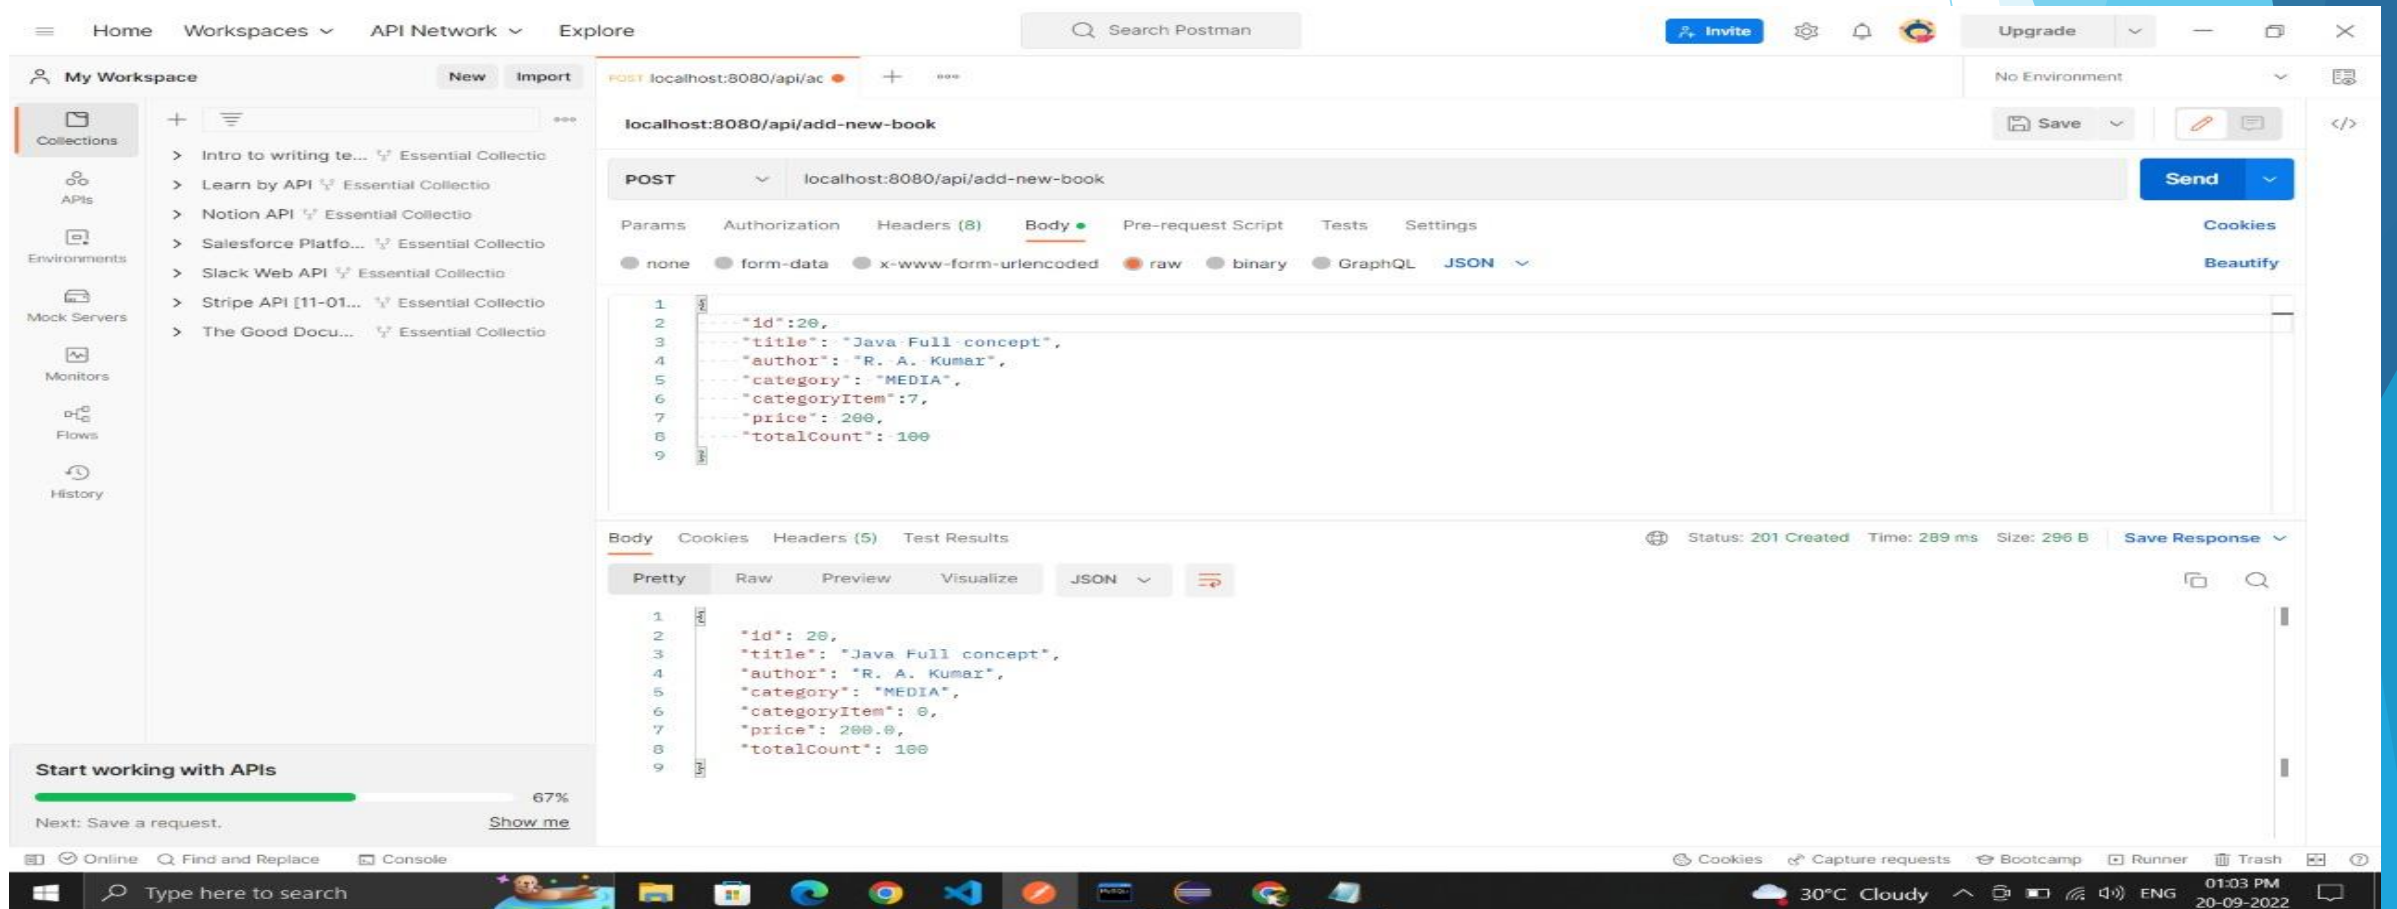 Home Workspaces API Network Explore Search Postman Invite Upgrade
My Workspace New Import POST localhost:8080/api/ac No Environment
localhost:8080/api/add-new-book Save
Collections
APIs
Environments
Mock Servers
Monitors
Flows
History
Intro to writing te... Essential Collectio
Learn by API Essential Collectio
Notion API Essential Collectio
Salesforce Platfo... Essential Collectio
Slack Web API Essential Collectio
Stripe API [11-01... Essential Collectio
The Good Docu... Essential Collectio
POST localhost:8080/api/add-new-book Send
Params Authorization Headers (8) Body Pre-request Script Tests Settings Cookies
none form-data x-www-form-urlencoded raw binary GraphQL JSON Beautify
1 {
2 "id":20,
3 "title": "Java Full concept",
4 "author": "R. A. Kumar",
5 "category": "MEDIA",
6 "categoryItem":7,
7 "price": 200,
8 "totalCount": 100
9 }
Body Cookies Headers (5) Test Results Status: 201 Created Time: 289 ms Size: 296 B Save Response
Pretty Raw Preview Visualize JSON
1 {
2 "id": 20,
3 "title": "Java Full concept",
4 "author": "R. A. Kumar",
5 "category": "MEDIA",
6 "categoryItem": 0,
7 "price": 200.0,
8 "totalCount": 100
9 }
Start working with APIs
67%
Next: Save a request. Show me
Online Find and Replace Console Cookies Capture requests Bootcamp Runner Trash
Type here to search 30°C Cloudy ENG 01:03 PM
20-09-2022